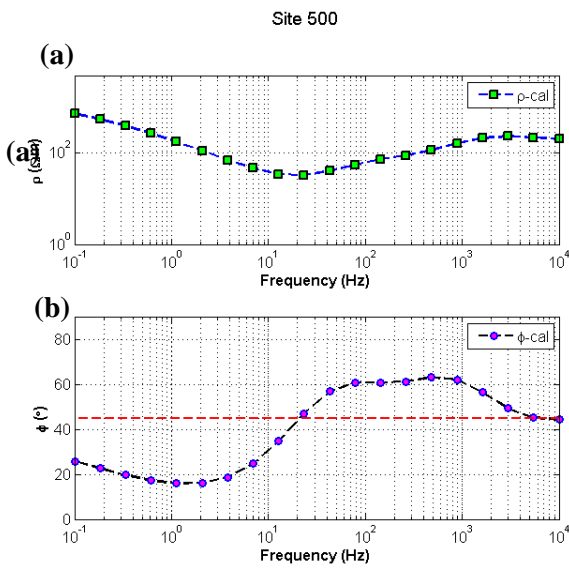 Site 500
(a)
ρ-cal
(a)
ρ (Ωm)
10²
10⁰
10⁻¹ 10⁰ 10¹ 10² 10³ 10⁴
Frequency (Hz)
(b)
ϕ-cal
80
60
ϕ (°)
40
20
0
10⁻¹ 10⁰ 10¹ 10² 10³ 10⁴
Frequency (Hz)